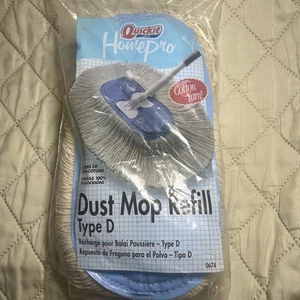 Quickie
Homepro
100%
Cotton
Yarn!
Dust Mop Refill
Type D
Recharge pour Balai Poussière – Type D
Repuesto de Fregona para el Polvo – Tipo D
0674